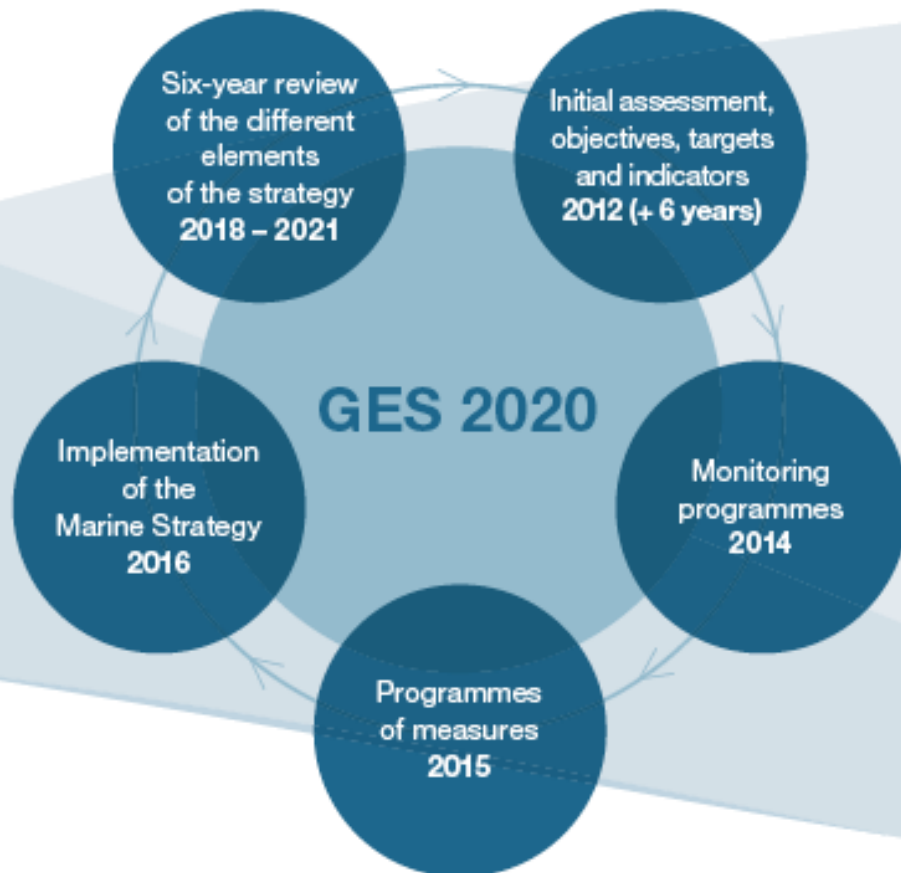 Six-year review
of the different
elements
of the strategy
2018 – 2021
Initial assessment,
objectives, targets
and indicators
2012 (+ 6 years)
GES 2020
Implementation
of the
Marine Strategy
2016
Monitoring
programmes
2014
Programmes
of measures
2015